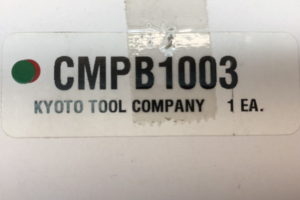 CMPB1003
KYOTO TOOL COMPANY 1 EA.